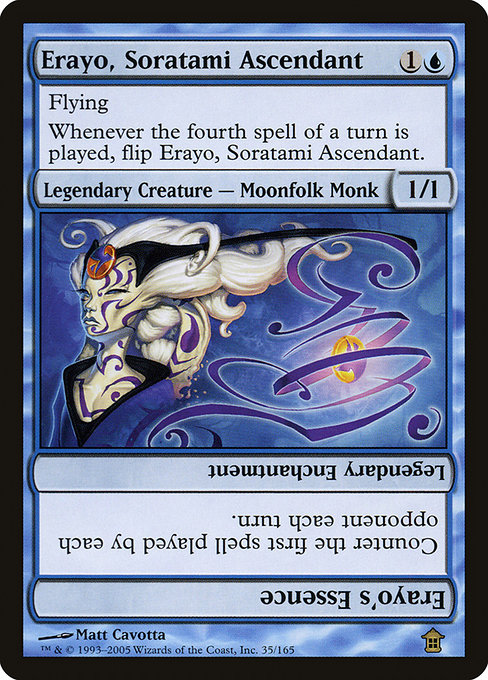 Erayo, Soratami Ascendant 1
Flying
Whenever the fourth spell of a turn is
played, flip Erayo, Soratami Ascendant.
Legendary Creature — Moonfolk Monk 1/1
Erayo's Essence
Counter the first spell played by each
opponent each turn.
Legendary Enchantment
Matt Cavotta
™ & © 1993–2005 Wizards of the Coast, Inc. 35/165